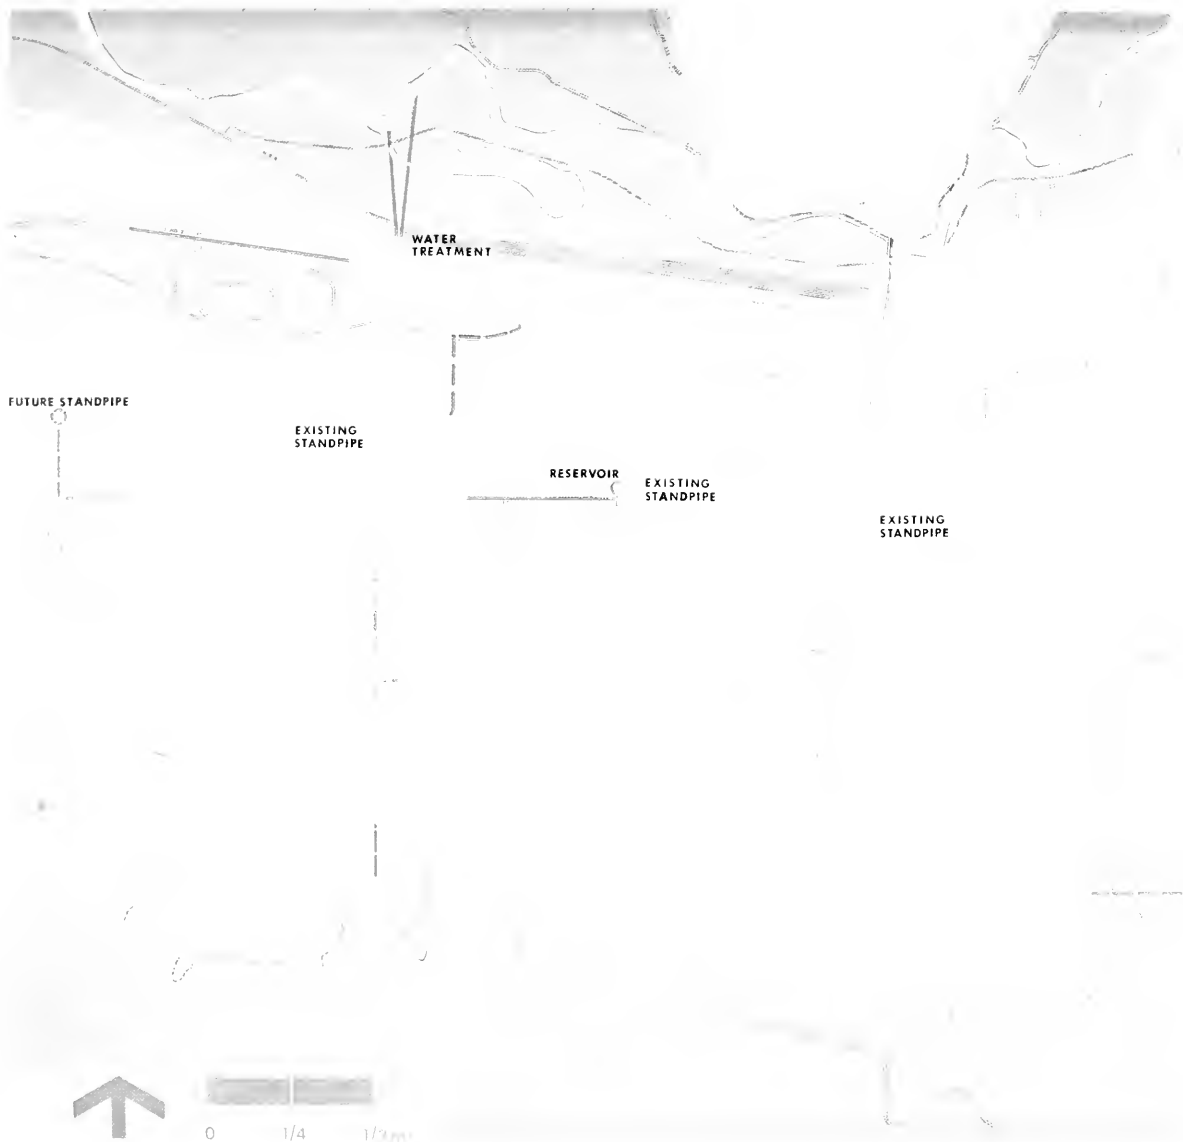 WATER
TREATMENT
FUTURE STANDPIPE
EXISTING
STANDPIPE
RESERVOIR
EXISTING
STANDPIPE
EXISTING
STANDPIPE
0 1/4